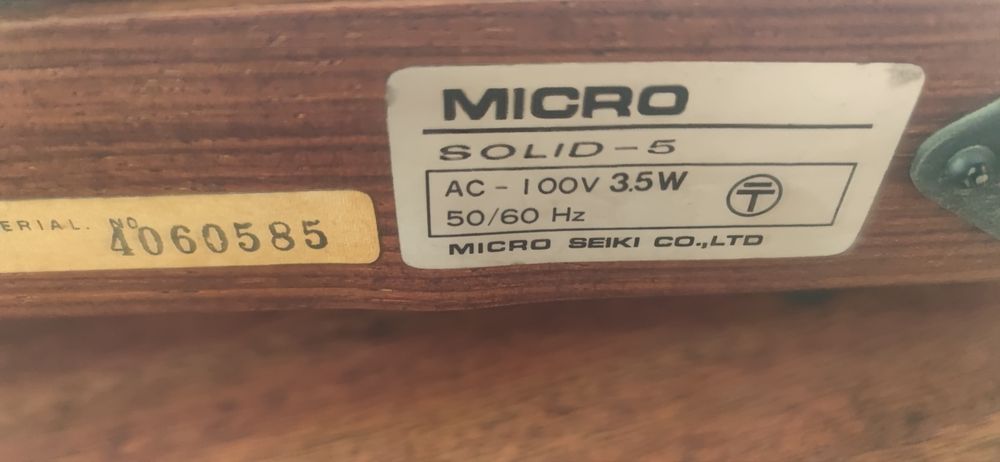 MICRO
SOLID-5
AC-100V 3.5W
50/60 Hz
MICRO SEIKI CO.,LTD
ERIAL. NO
4060585